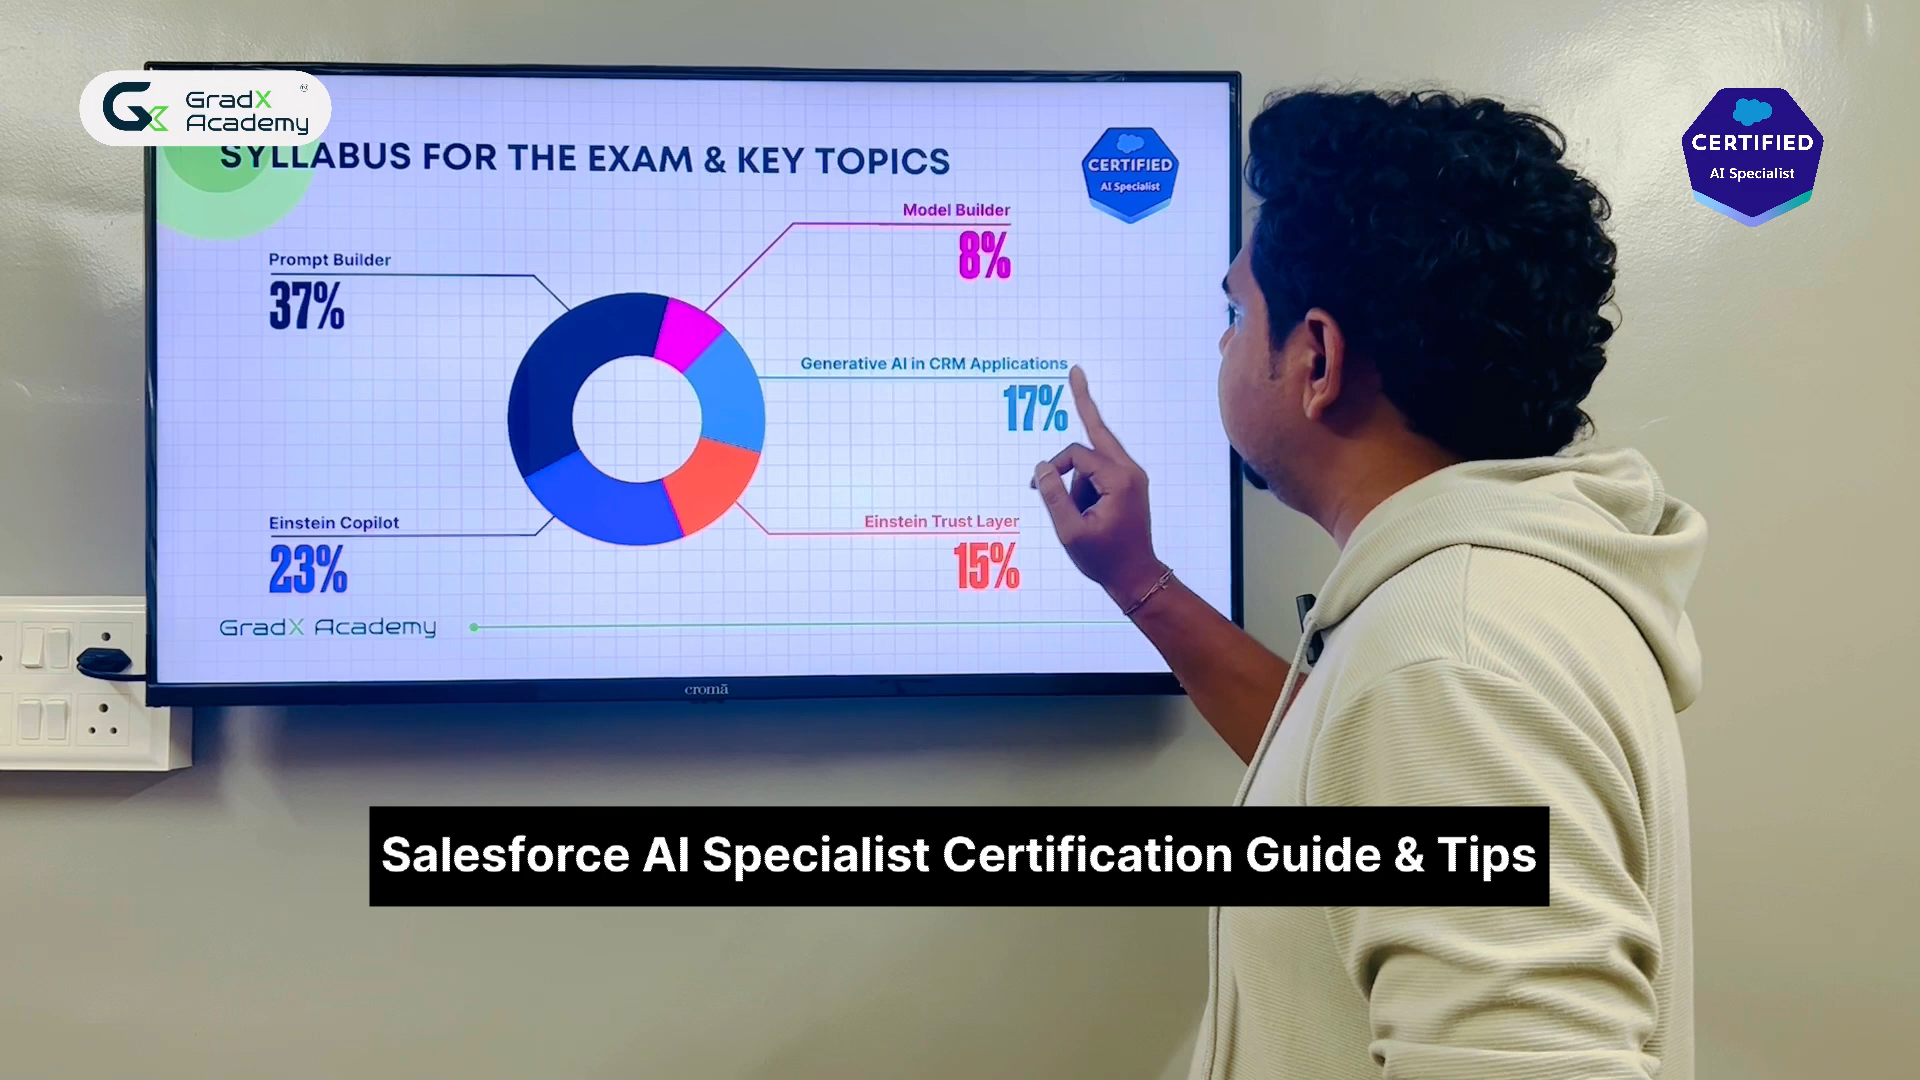 GradX
Academy
SYLLABUS FOR THE EXAM & KEY TOPICS
CERTIFIED
AI Specialist
CERTIFIED
AI Specialist
Model Builder
8%
Prompt Builder
37%
Generative AI in CRM Applications
17%
Einstein Copilot
23%
Einstein Trust Layer
15%
GradX Academy
croma
Salesforce AI Specialist Certification Guide & Tips